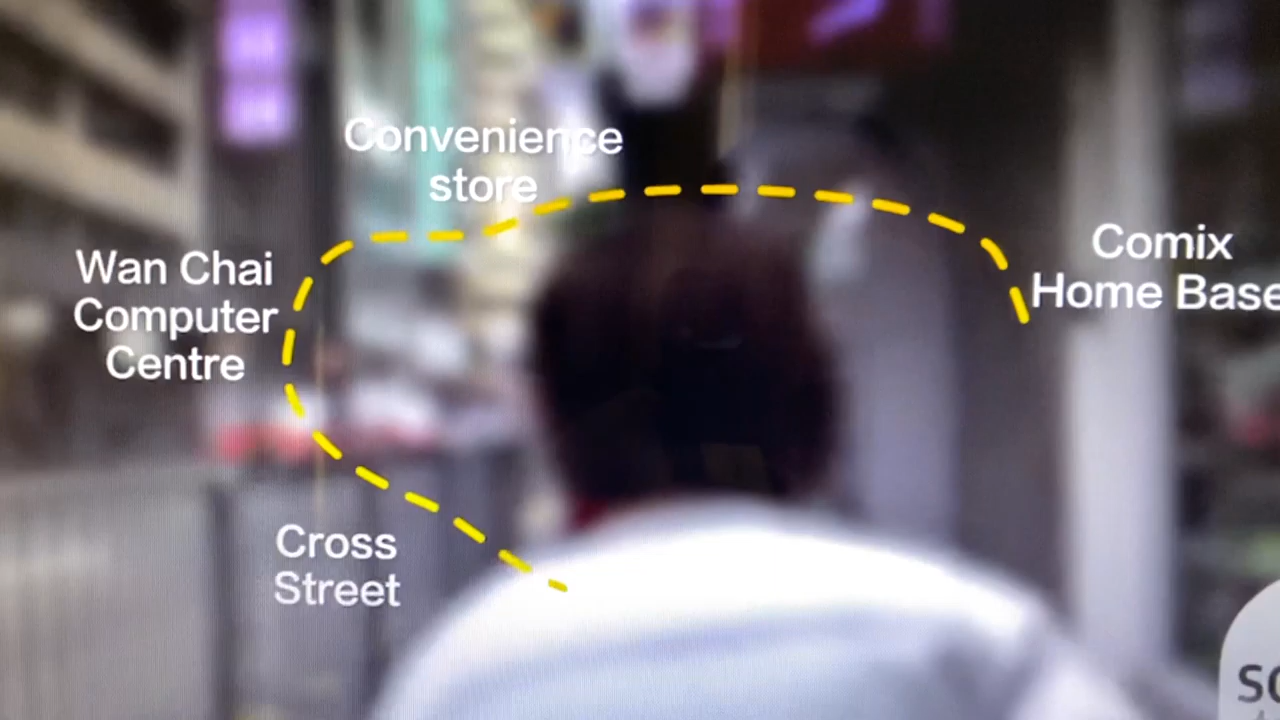 Convenience
store
Wan Chai
Computer
Centre
Comix
Home Base
Cross
Street